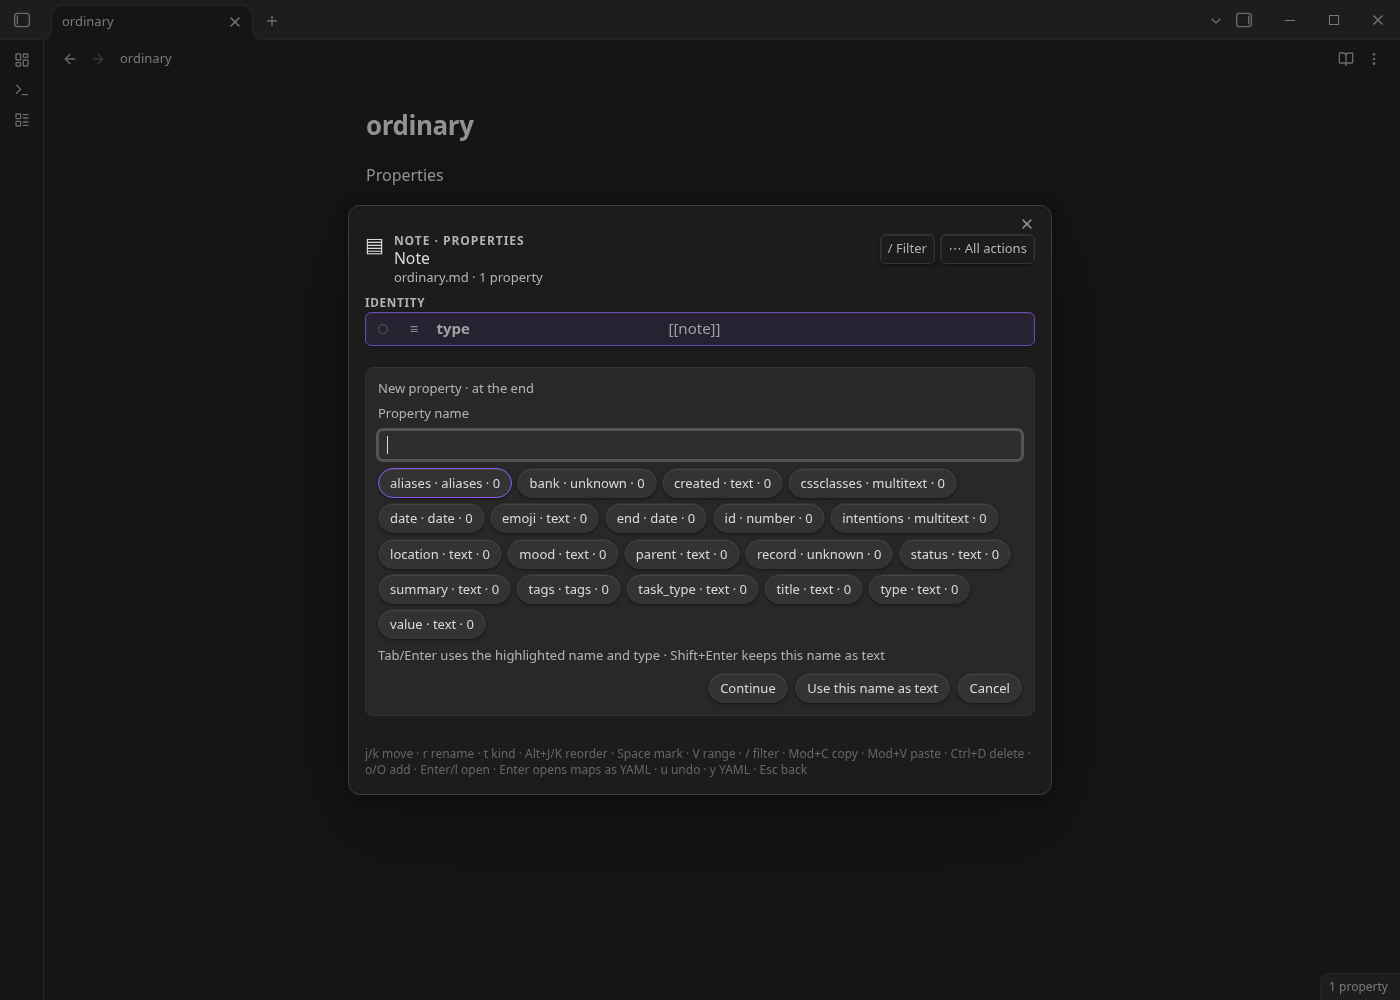 ordinary
ordinary
ordinary
Properties
NOTE · PROPERTIES
Note
ordinary.md · 1 property
/ Filter
··· All actions
IDENTITY
type [[note]]
New property · at the end
Property name
aliases · aliases · 0 bank · unknown · 0 created · text · 0 cssclasses · multitext · 0
date · date · 0 emoji · text · 0 end · date · 0 id · number · 0 intentions · multitext · 0
location · text · 0 mood · text · 0 parent · text · 0 record · unknown · 0 status · text · 0
summary · text · 0 tags · tags · 0 task_type · text · 0 title · text · 0 type · text · 0
value · text · 0
Tab/Enter uses the highlighted name and type · Shift+Enter keeps this name as text
Continue Use this name as text Cancel
j/k move · r rename · t kind · Alt+J/K reorder · Space mark · V range · / filter · Mod+C copy · Mod+V paste · Ctrl+D delete ·
o/O add · Enter/l open · Enter opens maps as YAML · u undo · y YAML · Esc back
1 property